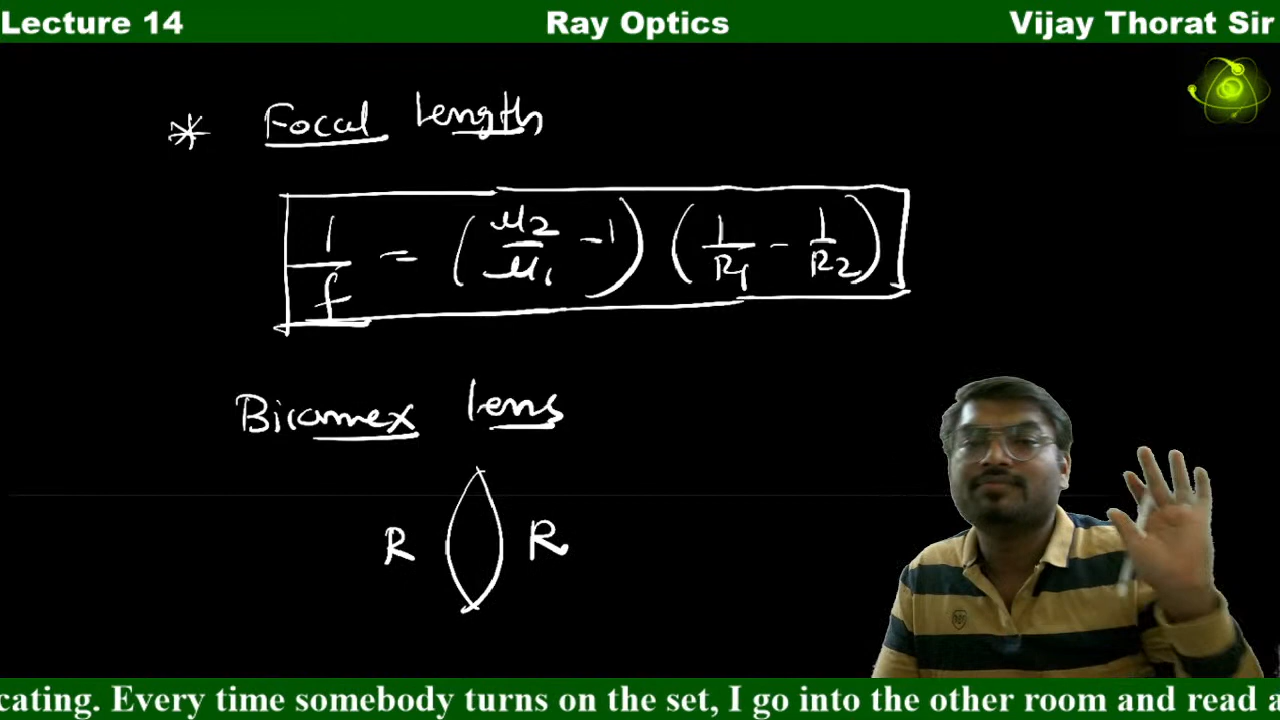 Lecture 14 Ray Optics Vijay Thorat Sir
* Focal length
1/f = (μ2/μ1 - 1) (1/R1 - 1/R2)
Biconvex lens
R R
cating. Every time somebody turns on the set, I go into the other room and read a